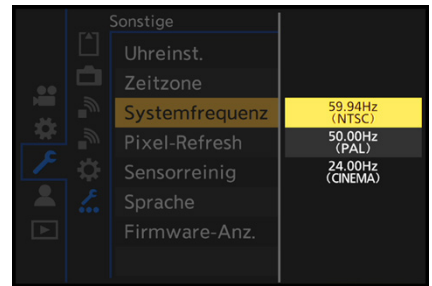 Sonstige
Uhreinst.
Zeitzone
Systemfrequenz
Pixel-Refresh
Sensorreinig
Sprache
Firmware-Anz.
59.94Hz
(NTSC)
50.00Hz
(PAL)
24.00Hz
(CINEMA)